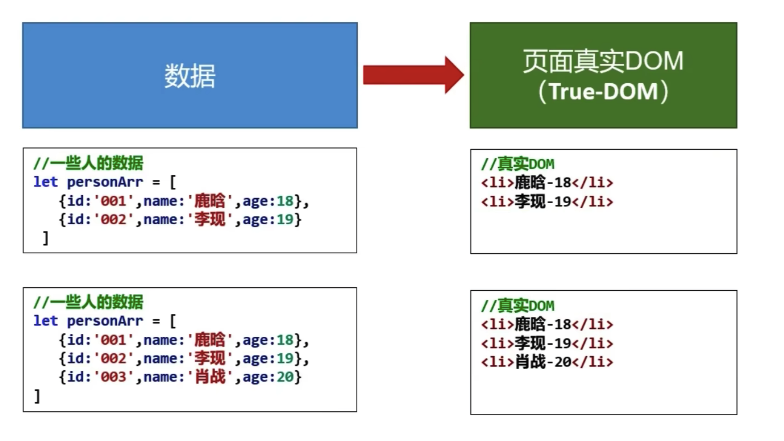 数据
页面真实DOM
（True-DOM）
//一些人的数据
let personArr = [
{id:'001',name:'鹿晗',age:18},
{id:'002',name:'李现',age:19}
]
//真实DOM
<li>鹿晗-18</li>
<li>李现-19</li>
//一些人的数据
let personArr = [
{id:'001',name:'鹿晗',age:18},
{id:'002',name:'李现',age:19},
{id:'003',name:'肖战',age:20}
]
//真实DOM
<li>鹿晗-18</li>
<li>李现-19</li>
<li>肖战-20</li>